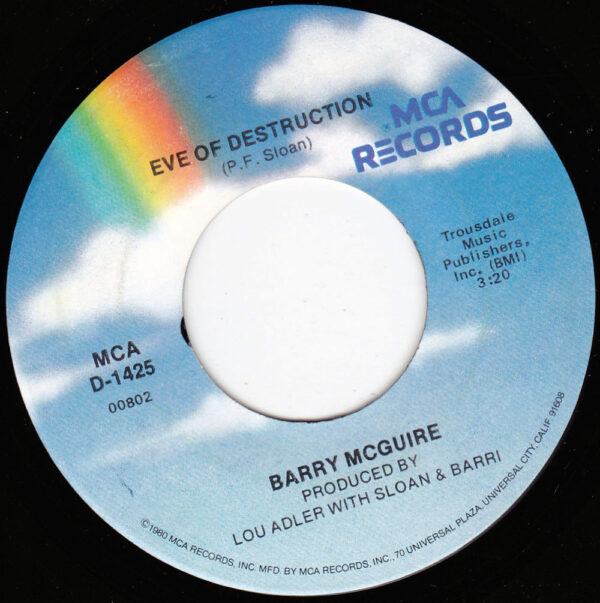 EVE OF DESTRUCTION
(P.F. Sloan)
MCA
RECORDS
Trousdale
Music
Publishers,
Inc. (BMI)
3:20
MCA
D-1425
00802
BARRY MCGUIRE
PRODUCED BY
LOU ADLER WITH SLOAN & BARRI
©1980 MCA RECORDS, INC. MFD. BY MCA RECORDS, INC., 70 UNIVERSAL PLAZA, UNIVERSAL CITY, CALIF. 91608